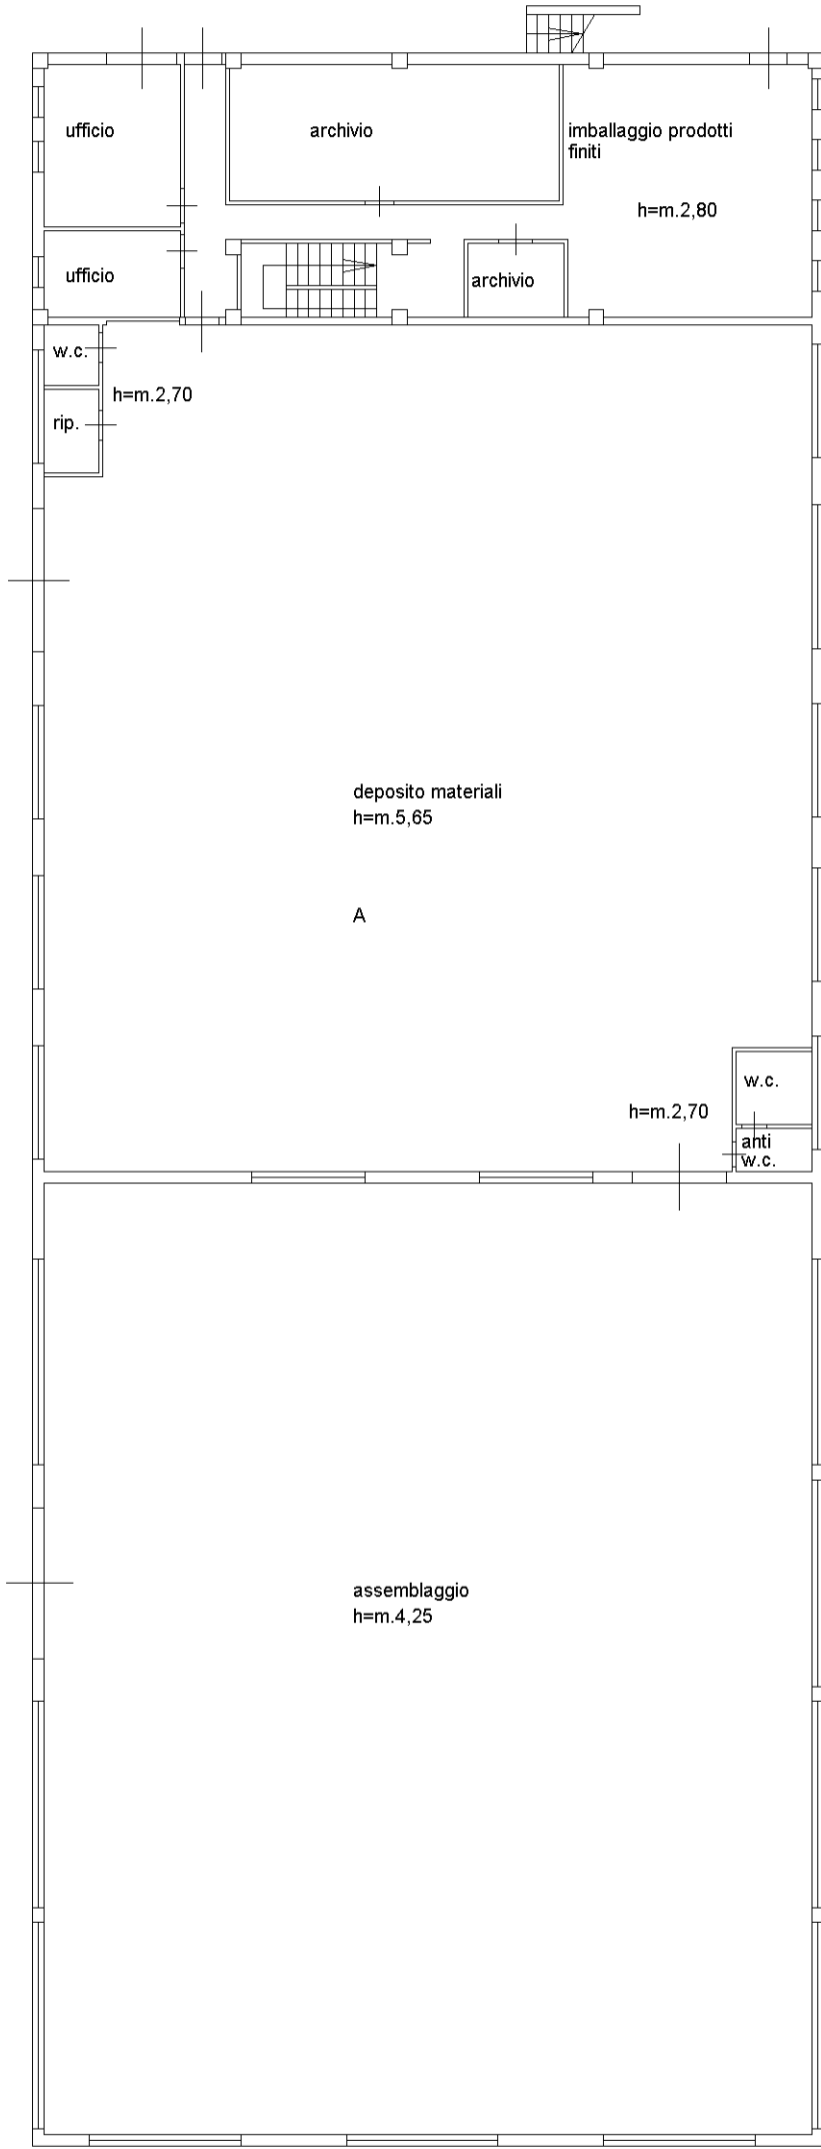 ufficio
archivio
imballaggio prodotti
finiti
h=m.2,80
ufficio
archivio
w.c.
h=m.2,70
rip.
deposito materiali
h=m.5,65
A
w.c.
h=m.2,70
anti
w.c.
assemblaggio
h=m.4,25